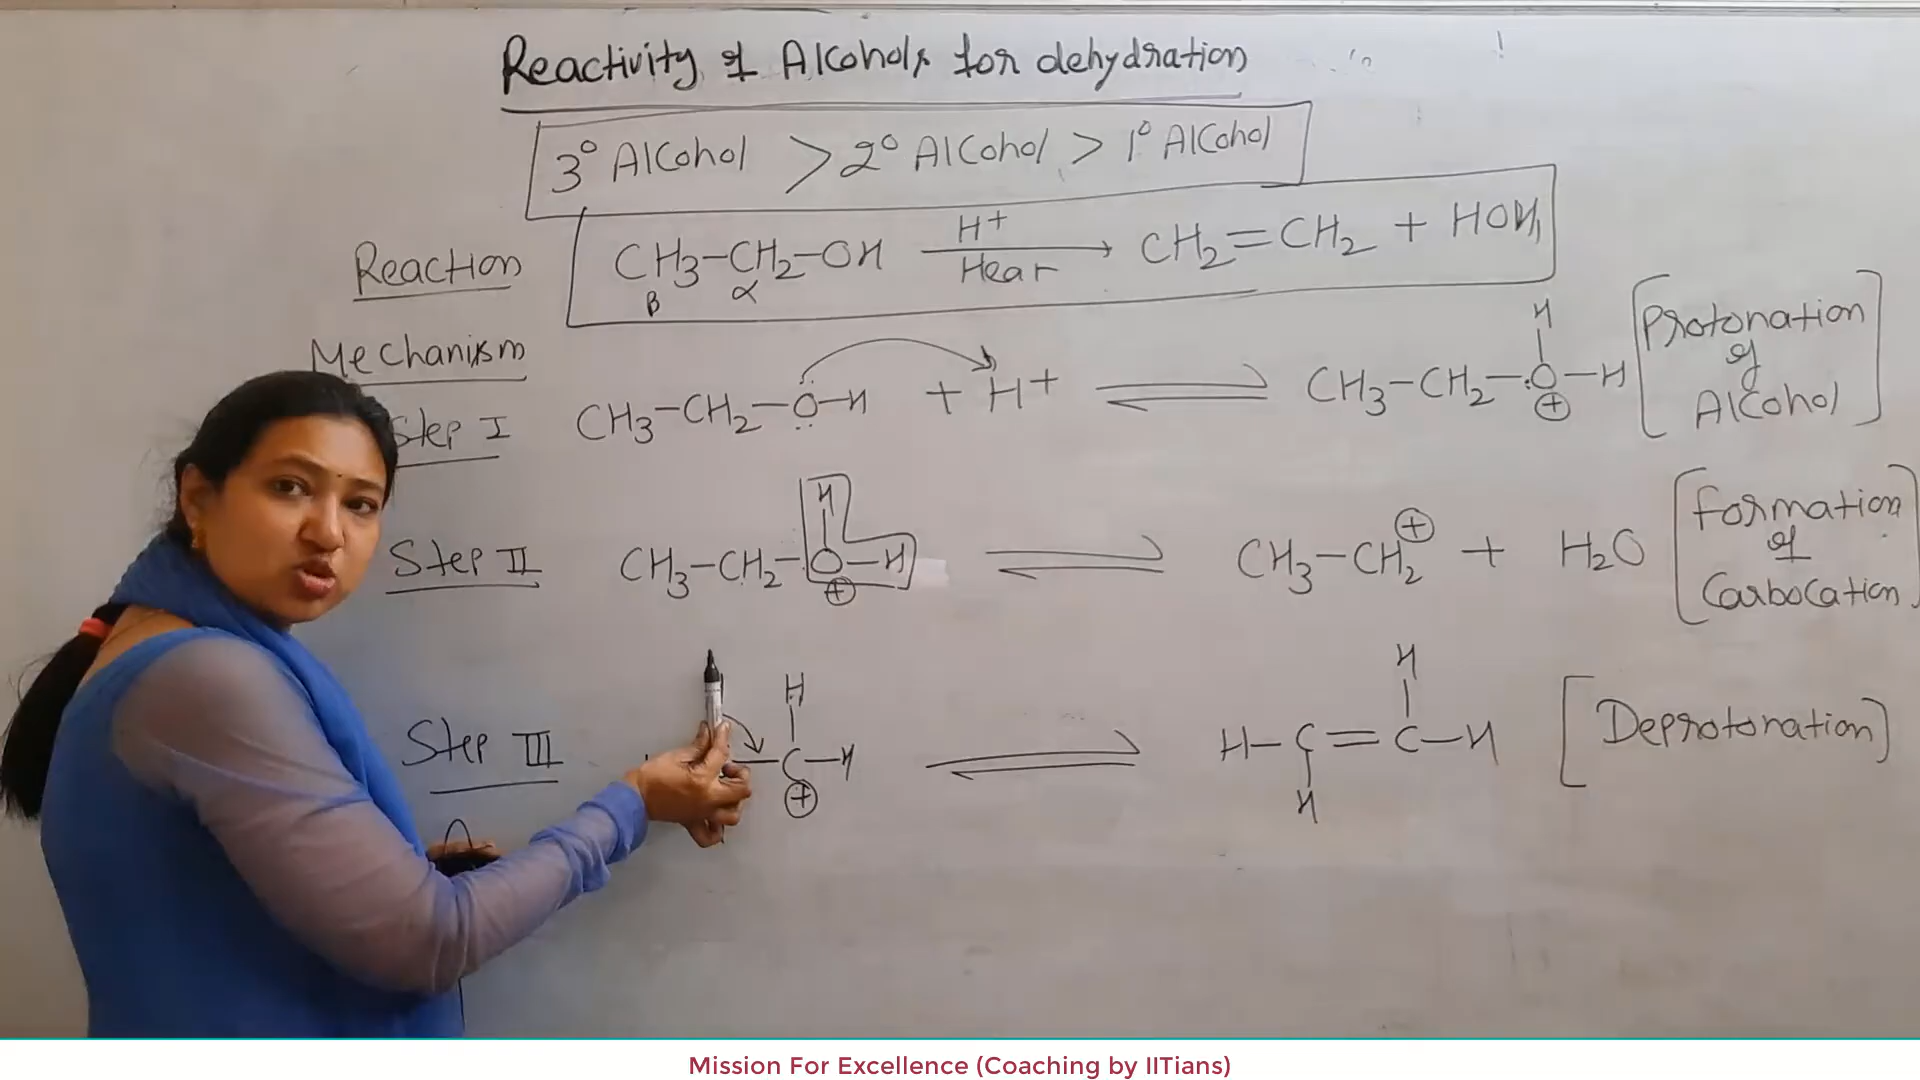 Reactivity of Alcohols for dehydration
3° Alcohol > 2° Alcohol > 1° Alcohol
Reaction CH3-CH2-OH H+ Heat → CH2=CH2 + HOH
β α
Mechanism
Step I CH3-CH2-O-H + H+ ⇌ CH3-CH2-O-H H ⊕ [Protonation of Alcohol]
Step II CH3-CH2-O-H H ⊕ ⇌ CH3-CH2 ⊕ + H2O [Formation of Carbocation]
Step III H C-H ⊕ ⇌ H-C=C-H H H [Deprotonation]
Mission For Excellence (Coaching by IITians)